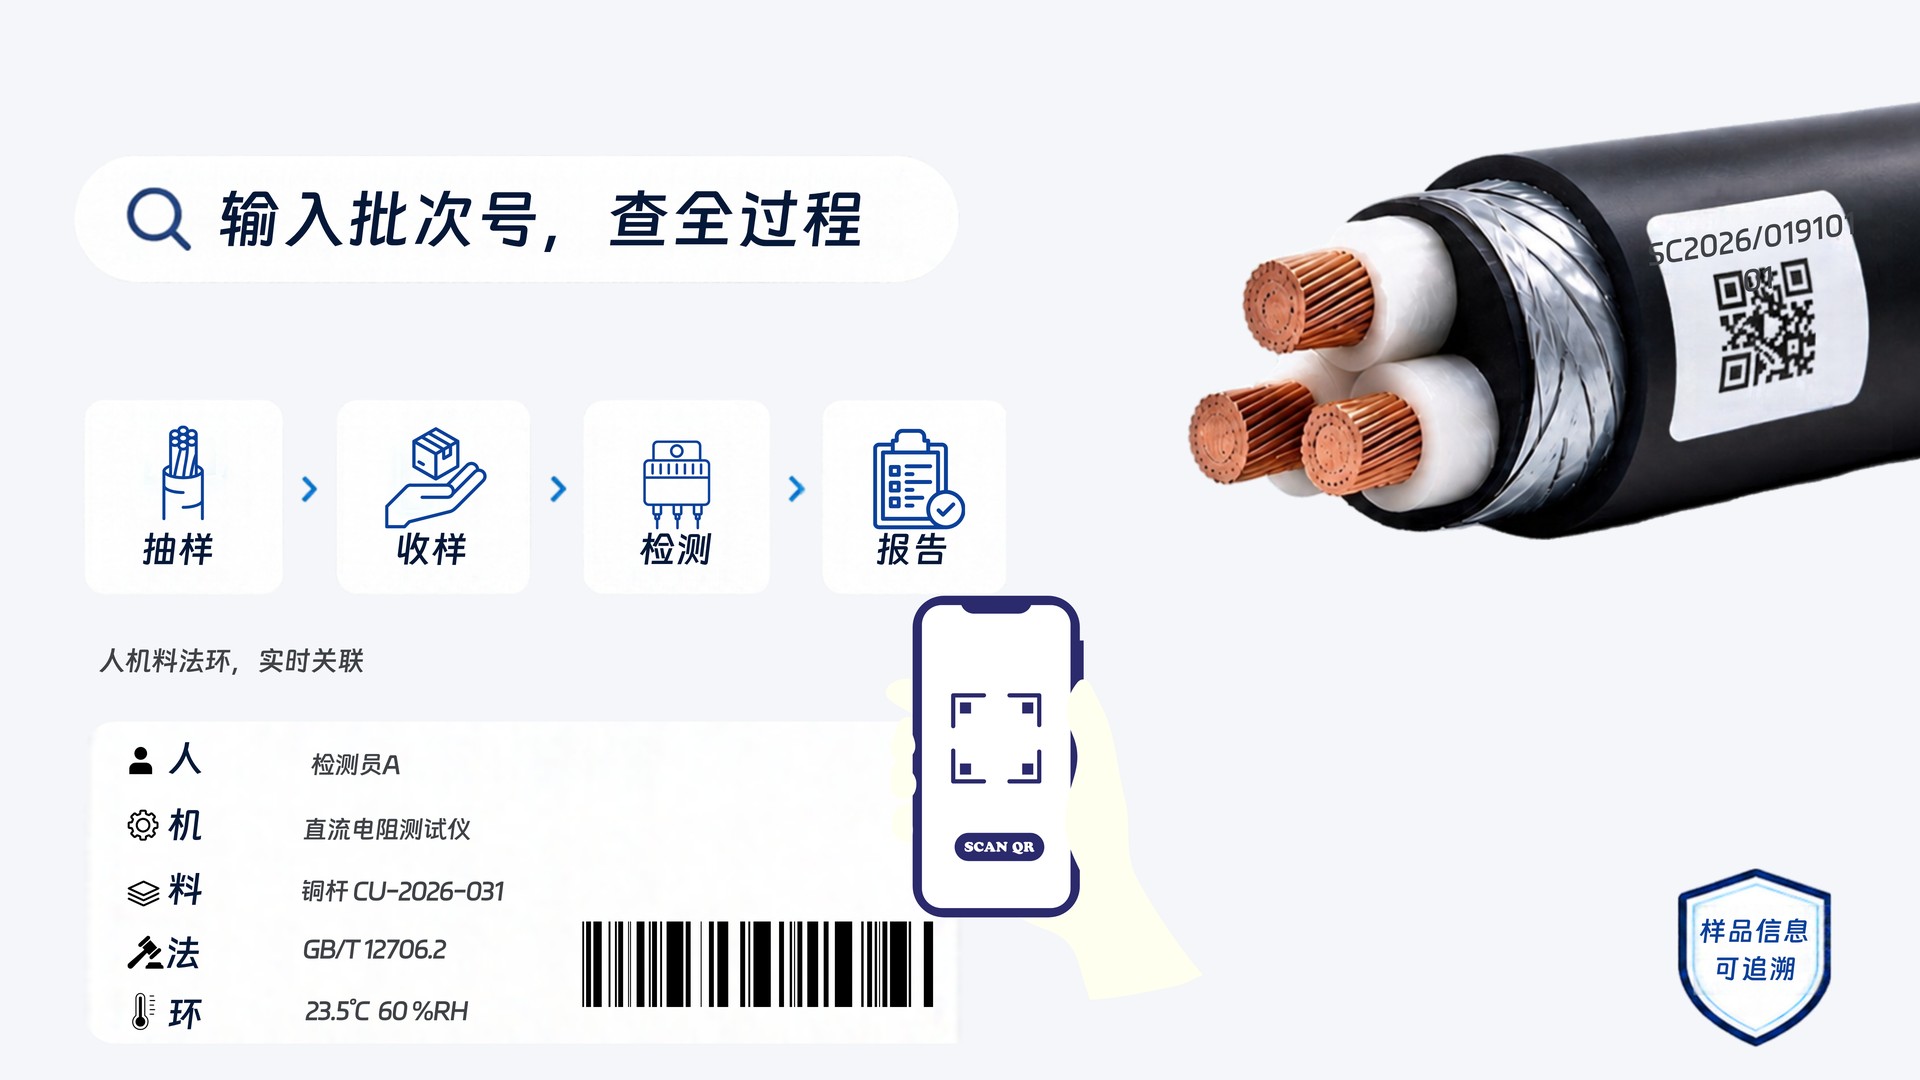 输入批次号，查全过程
SC2026/019101
01
抽样
收样
检测
报告
人机料法环，实时关联
人 检测员A
机 直流电阻测试仪
料 铜杆 CU-2026-031
法 GB/T 12706.2
环 23.5℃ 60%RH
SCAN QR
样品信息
可追溯